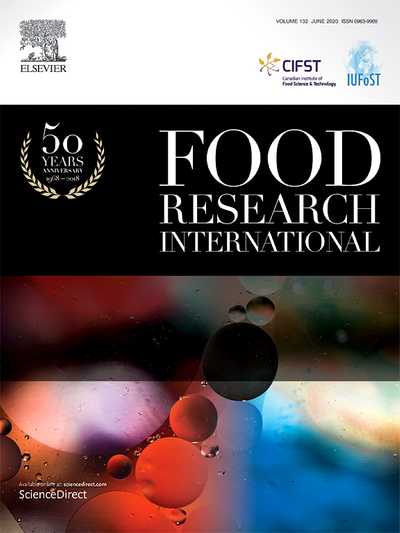 VOLUME 132 JUNE 2020 ISSN 0963-9969
ELSEVIER
CIFST
Canadian Institute of
Food Science & Technology
IUFoST
50
YEARS
ANNIVERSARY
1968–2018
FOOD
RESEARCH
INTERNATIONAL
Available online at: sciencedirect.com
ScienceDirect